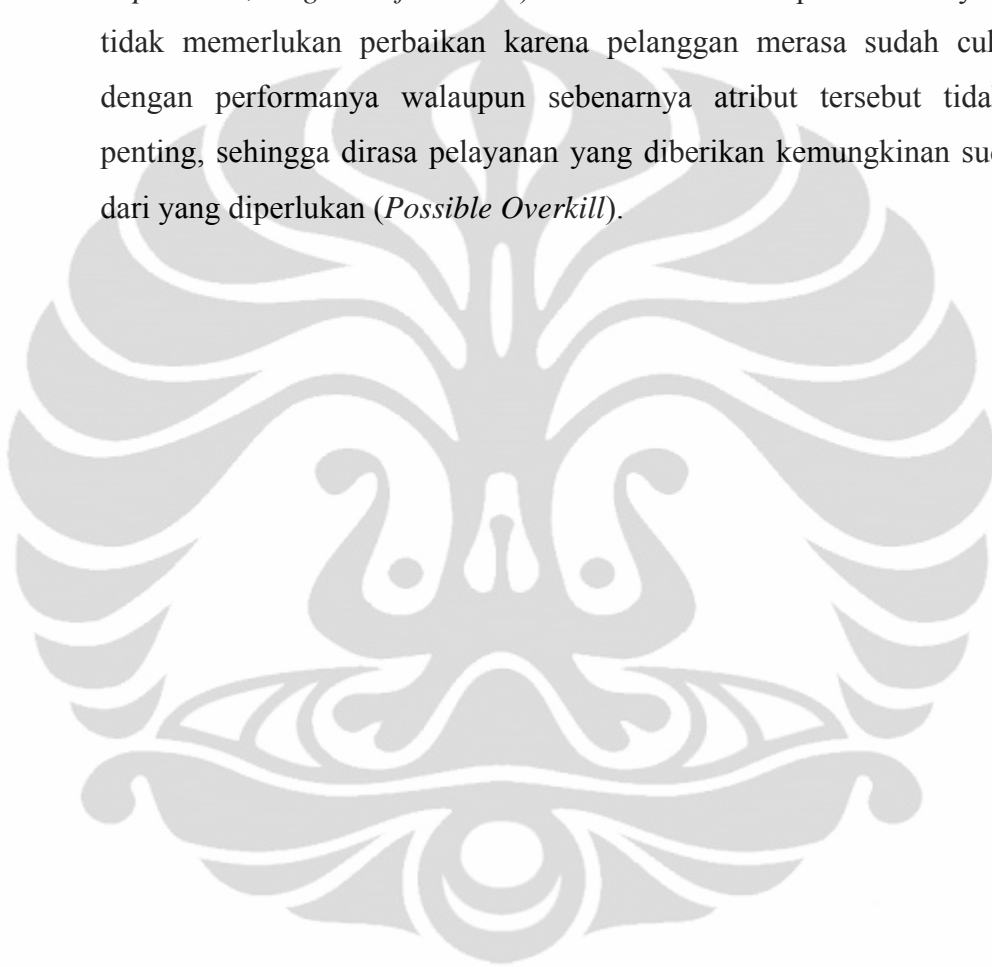 tidak memerlukan perbaikan karena pelanggan merasa sudah
dengan performanya walaupun sebenarnya atribut tersebut
penting, sehingga dirasa pelayanan yang diberikan kemungkinan
dari yang diperlukan (Possible Overkill).